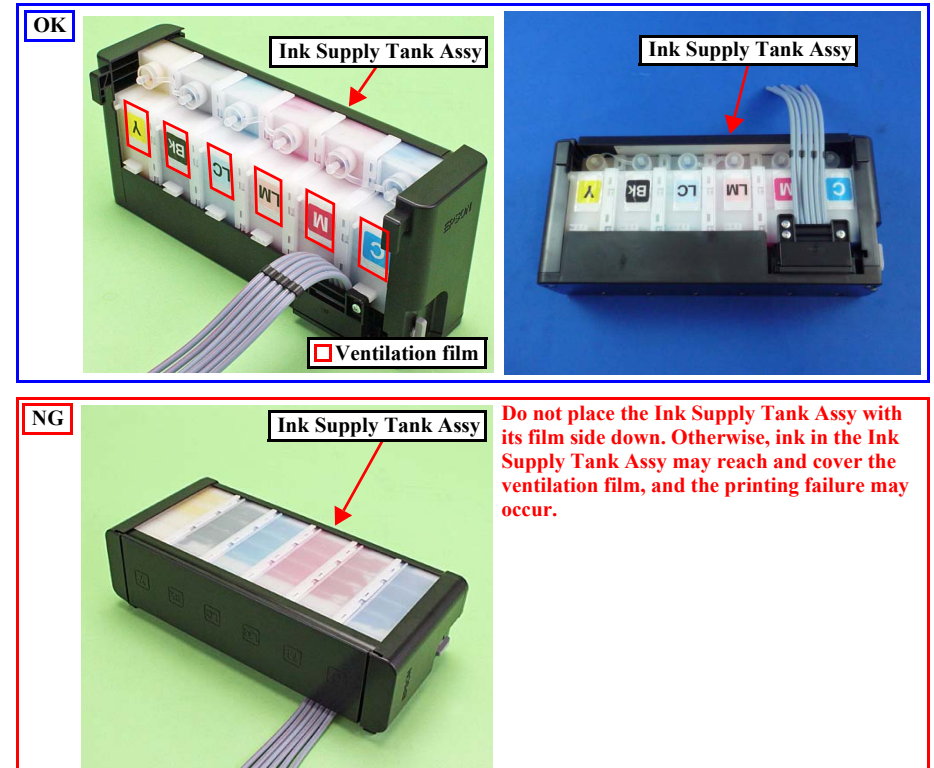 OK
Ink Supply Tank Assy
Y
Bk
LC
LM
M
C
EPSON
Ventilation film
Ink Supply Tank Assy
Y
Bk
LC
LM
M
C
NG
Ink Supply Tank Assy
EPSON
Do not place the Ink Supply Tank Assy with
its film side down. Otherwise, ink in the Ink
Supply Tank Assy may reach and cover the
ventilation film, and the printing failure may
occur.